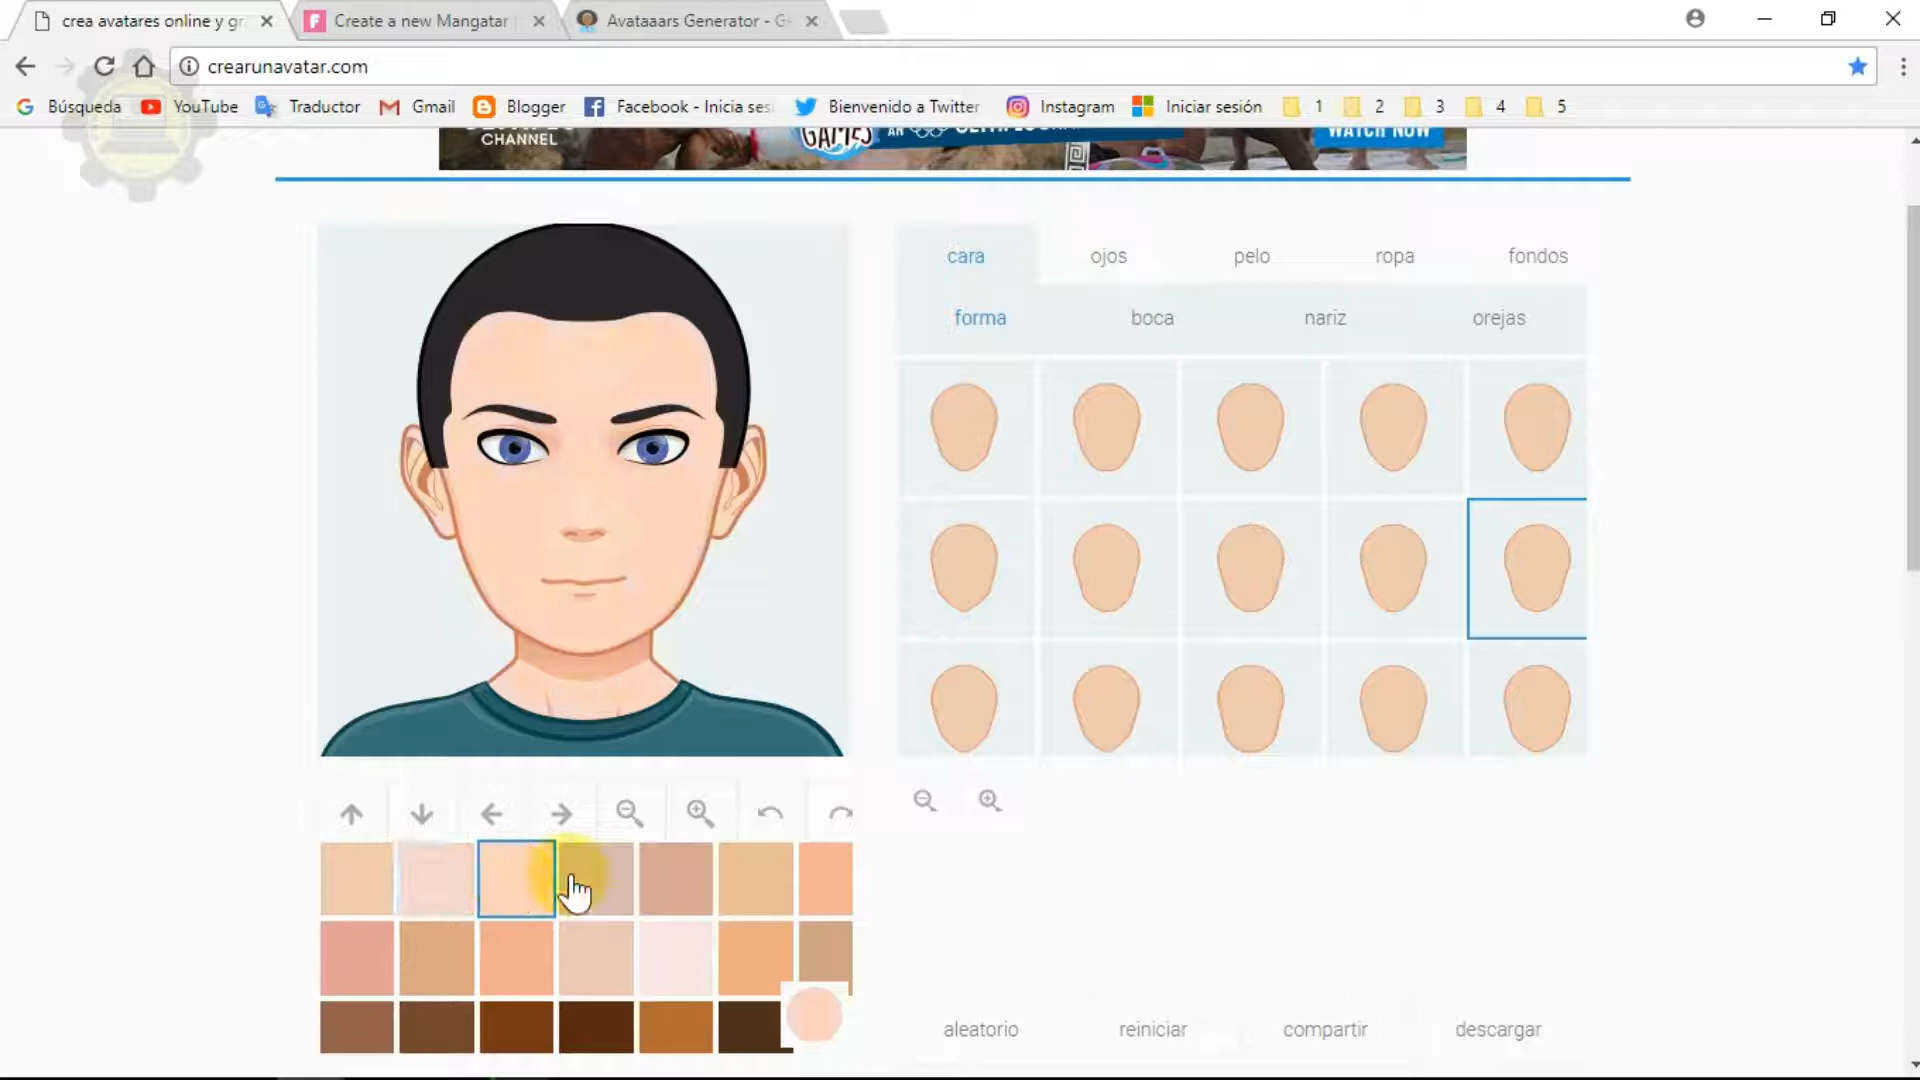 crea avatares online y gr
Create a new Mangatar
Avataaars Generator - G
crearunavatar.com
Búsqueda YouTube Traductor Gmail Blogger Facebook - Inicia ses Bienvenido a Twitter Instagram Iniciar sesión 1 2 3 4 5
CHANNEL
GAMES
AN
WATCH NOW
cara ojos pelo ropa fondos
forma boca nariz orejas
aleatorio reiniciar compartir descargar